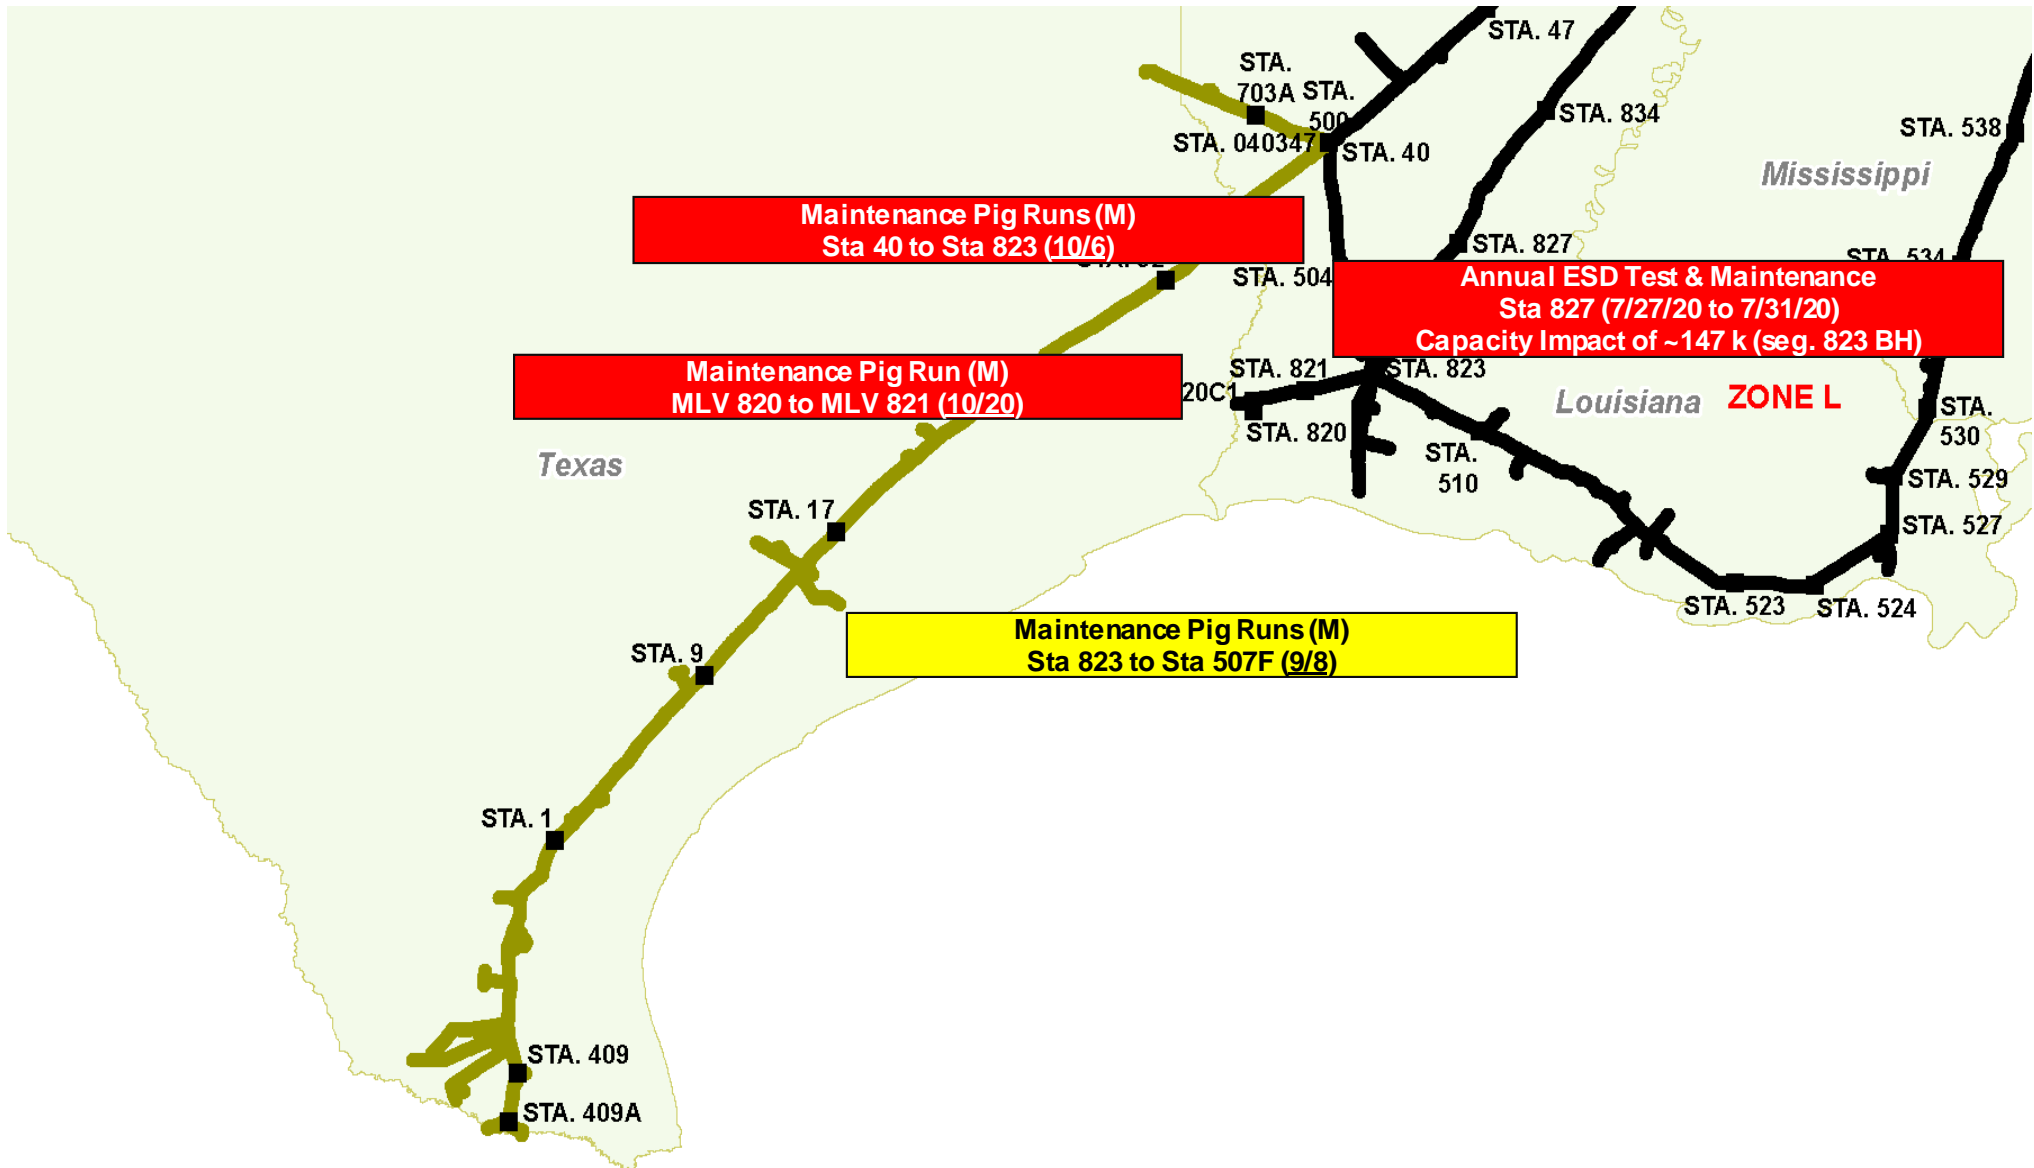 STA. 47
STA.
703A
STA.
500
STA. 834
STA. 538
STA. 040347
STA. 40
Mississippi
Maintenance Pig Runs (M)
Sta 40 to Sta 823 (10/6)
STA. 827
STA. 534
STA. 504
Annual ESD Test & Maintenance
Sta 827 (7/27/20 to 7/31/20)
Capacity Impact of ~147 k (seg. 823 BH)
Maintenance Pig Run (M)
MLV 820 to MLV 821 (10/20)
STA. 821
STA. 823
20C1
Louisiana
ZONE L
STA.
530
STA. 820
STA.
510
Texas
STA. 529
STA. 17
STA. 527
STA. 523
STA. 524
Maintenance Pig Runs (M)
Sta 823 to Sta 507F (9/8)
STA. 9
STA. 1
STA. 409
STA. 409A